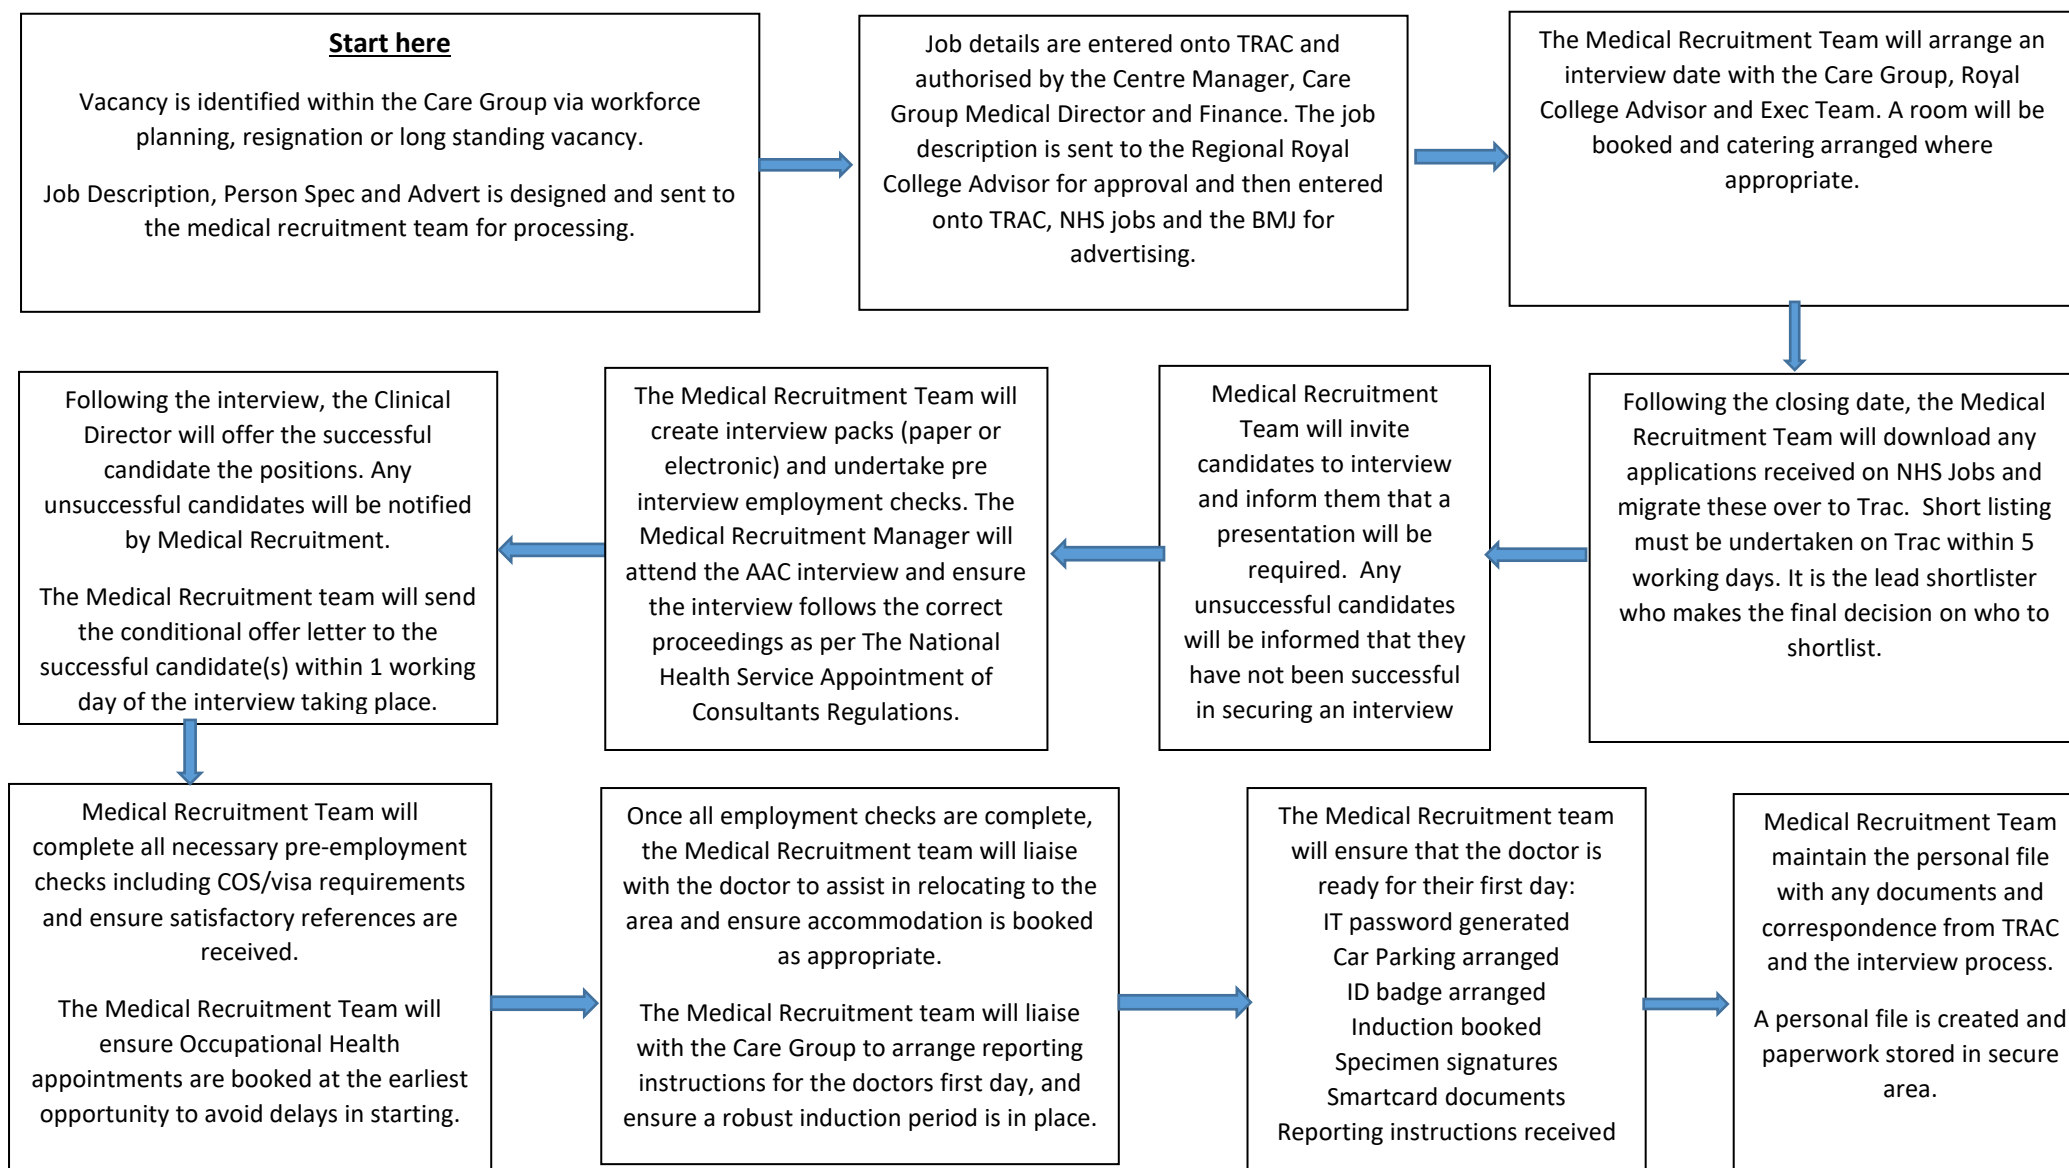 Start here
Vacancy is identified within the Care Group via workforce
planning, resignation or long standing vacancy.
Job Description, Person Spec and Advert is designed and sent to
the medical recruitment team for processing.
Job details are entered onto TRAC and
authorised by the Centre Manager, Care
Group Medical Director and Finance. The job
description is sent to the Regional Royal
College Advisor for approval and then entered
onto TRAC, NHS jobs and the BMJ for
advertising.
The Medical Recruitment Team will arrange an
interview date with the Care Group, Royal
College Advisor and Exec Team. A room will be
booked and catering arranged where
appropriate.
Following the closing date, the Medical
Recruitment Team will download any
applications received on NHS Jobs and
migrate these over to Trac.  Short listing
must be undertaken on Trac within 5
working days. It is the lead shortlister
who makes the final decision on who to
shortlist.
Medical Recruitment
Team will invite
candidates to interview
and inform them that a
presentation will be
required.  Any
unsuccessful candidates
will be informed that they
have not been successful
in securing an interview
The Medical Recruitment Team will
create interview packs (paper or
electronic) and undertake pre
interview employment checks. The
Medical Recruitment Manager will
attend the AAC interview and ensure
the interview follows the correct
proceedings as per The National
Health Service Appointment of
Consultants Regulations.
Following the interview, the Clinical
Director will offer the successful
candidate the positions. Any
unsuccessful candidates will be notified
by Medical Recruitment.
The Medical Recruitment team will send
the conditional offer letter to the
successful candidate(s) within 1 working
day of the interview taking place.
Medical Recruitment Team will
complete all necessary pre-employment
checks including COS/visa requirements
and ensure satisfactory references are
received.
The Medical Recruitment Team will
ensure Occupational Health
appointments are booked at the earliest
opportunity to avoid delays in starting.
Once all employment checks are complete,
the Medical Recruitment team will liaise
with the doctor to assist in relocating to the
area and ensure accommodation is booked
as appropriate.
The Medical Recruitment team will liaise
with the Care Group to arrange reporting
instructions for the doctors first day, and
ensure a robust induction period is in place.
The Medical Recruitment team
will ensure that the doctor is
ready for their first day:
IT password generated
Car Parking arranged
ID badge arranged
Induction booked
Specimen signatures
Smartcard documents
Reporting instructions received
Medical Recruitment Team
maintain the personal file
with any documents and
correspondence from TRAC
and the interview process.
A personal file is created and
paperwork stored in secure
area.